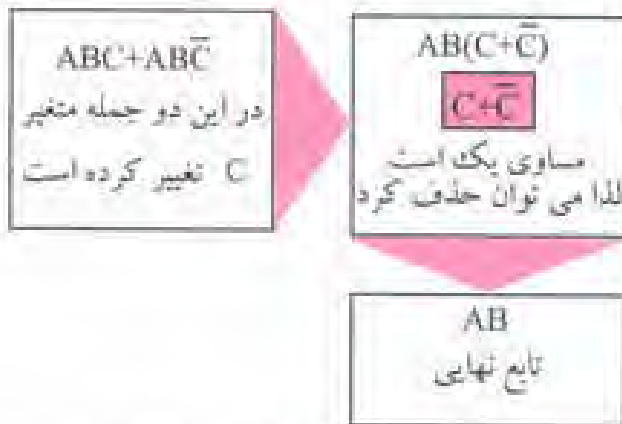 ABC+ABC̅
در این دو جمله متغیر
C تغییر کرده است
AB(C+C̅)
C+C̅
مساوی یک است
لذا می توان حذف کرد
AB
تابع نهایی